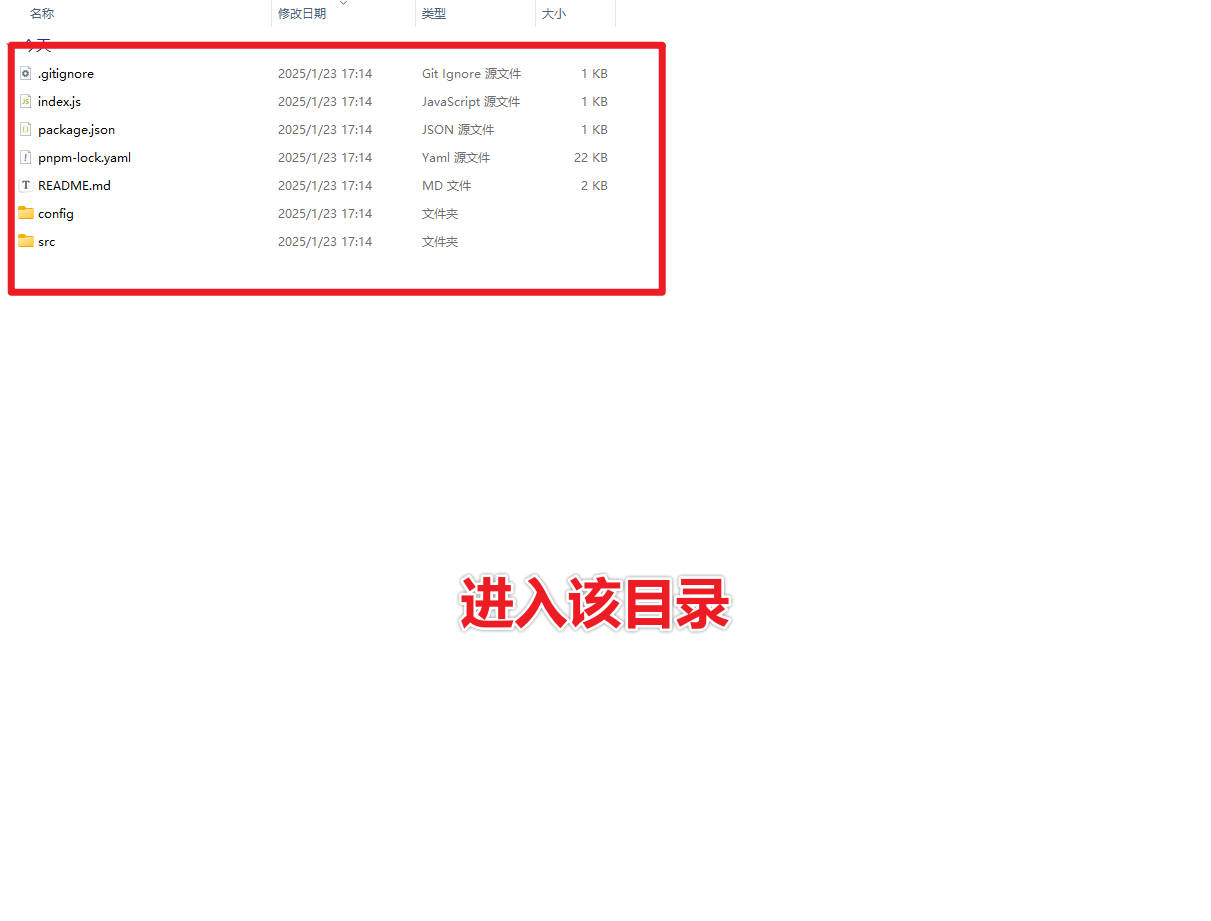 名称 修改日期 类型 大小
今天
.gitignore 2025/1/23 17:14 Git Ignore 源文件 1 KB
index.js 2025/1/23 17:14 JavaScript 源文件 1 KB
package.json 2025/1/23 17:14 JSON 源文件 1 KB
pnpm-lock.yaml 2025/1/23 17:14 Yaml 源文件 22 KB
README.md 2025/1/23 17:14 MD 文件 2 KB
config 2025/1/23 17:14 文件夹
src 2025/1/23 17:14 文件夹
进入该目录